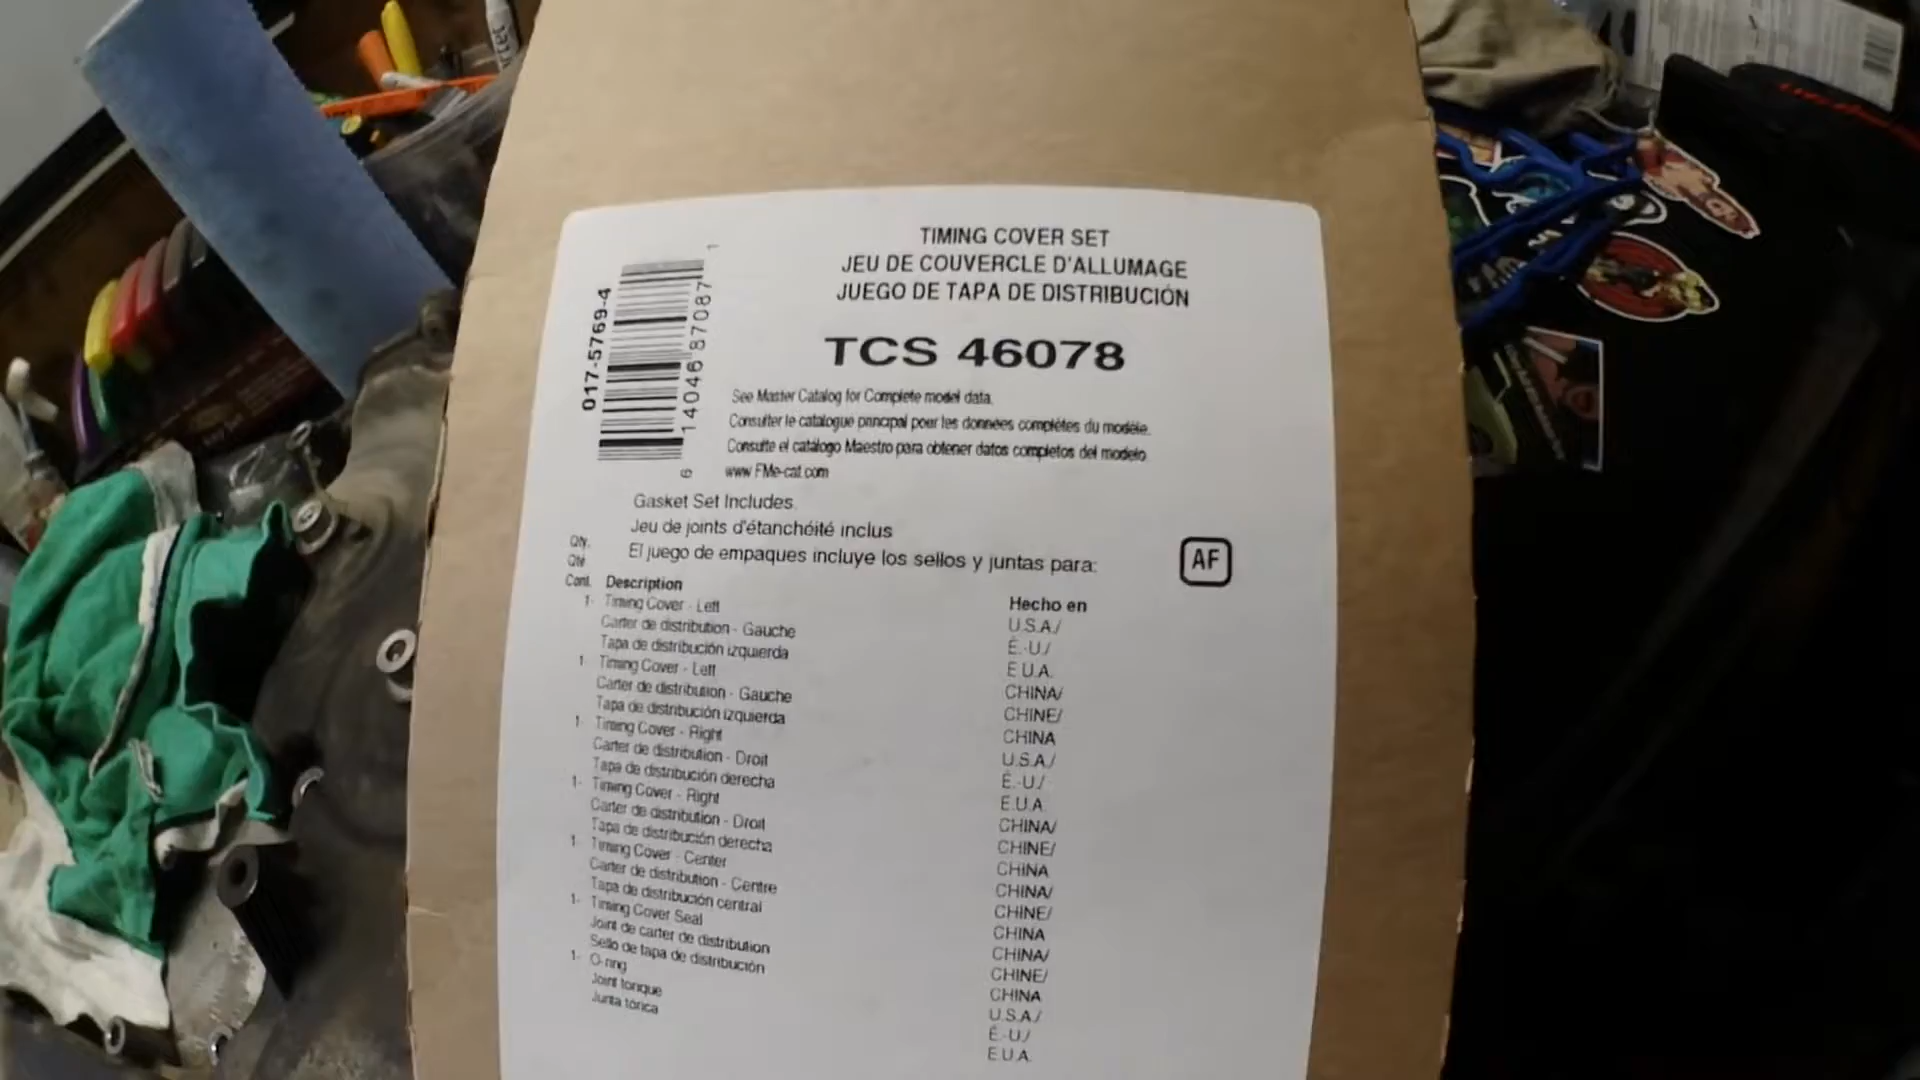 TIMING COVER SET
JEU DE COUVERCLE D'ALLUMAGE
JUEGO DE TAPA DE DISTRIBUCIÓN
017-5769-4
1
14046 87087
6
TCS 46078
See Master Catalog for Complete model data.
Consulter le catalogue principal pour les données complètes du modèle.
Consulte el catálogo Maestro para obtener datos completos del modelo
www FMe-cat.com
Gasket Set Includes.
Jeu de joints d'étanchéité inclus
El juego de empaques incluye los sellos y juntas para:
AF
Qty.
Qté
Cont. Description
Hecho en
1- Timing Cover - Left
U.S.A./
Carter de distribution - Gauche
É.-U./
Tapa de distribución izquierda
E.U.A.
1 Timing Cover - Left
CHINA/
Carter de distribution - Gauche
CHINE/
Tapa de distribución izquierda
CHINA
1- Timing Cover - Right
U.S.A./
Carter de distribution - Droit
É.-U./
Tapa de distribución derecha
E.U.A.
1- Timing Cover - Right
CHINA/
Carter de distribution - Droit
CHINE/
Tapa de distribución derecha
CHINA
1- Timing Cover - Center
CHINA/
Carter de distribution - Centre
CHINE/
Tapa de distribución central
CHINA
1- Timing Cover Seal
CHINA/
Joint de carter de distribution
CHINE/
Sello de tapa de distribución
CHINA
1- O-ring
U.S.A./
Joint torique
É.-U./
Junta tórica
E.U.A.